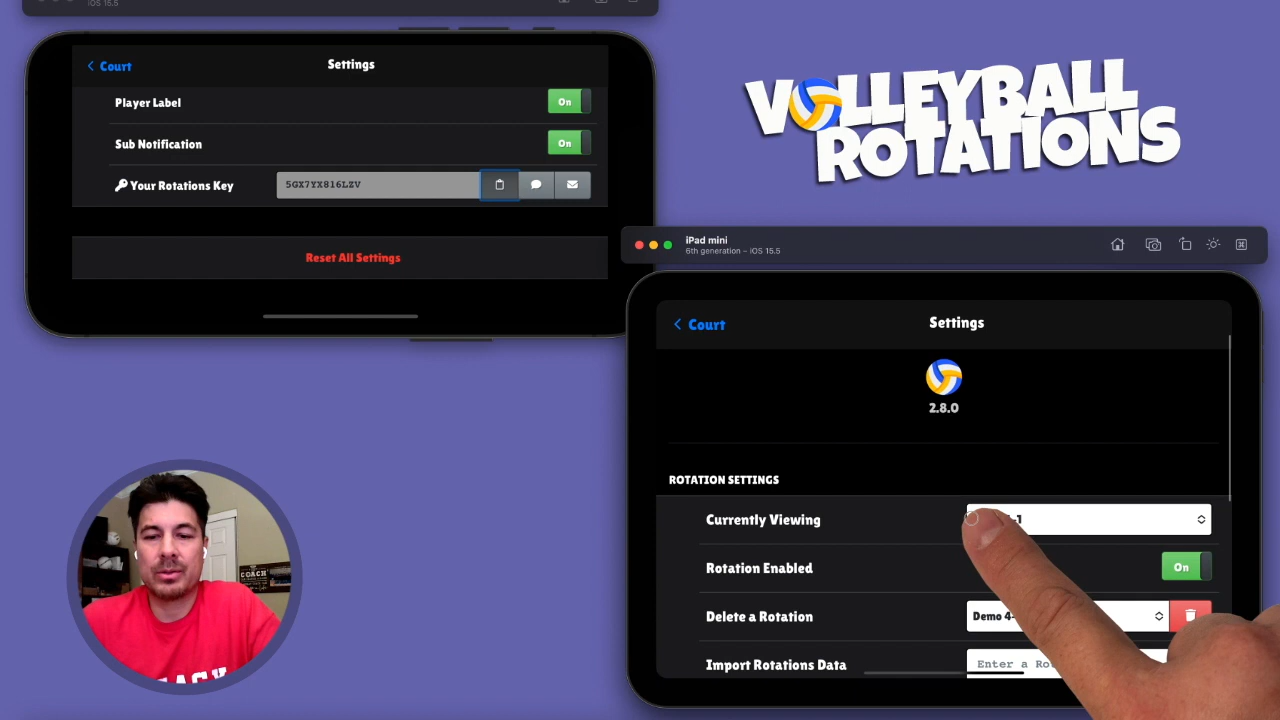 iOS 15.5
Court
Settings
Player Label
On
Sub Notification
On
Your Rotations Key
5GX7YX816LZV
Reset All Settings
VOLLEYBALL
ROTATIONS
iPad mini
6th generation – iOS 15.5
Court
Settings
2.8.0
ROTATION SETTINGS
Currently Viewing
Rotation Enabled
On
Delete a Rotation
Demo 4-
Import Rotations Data
Enter a Ro
COACH